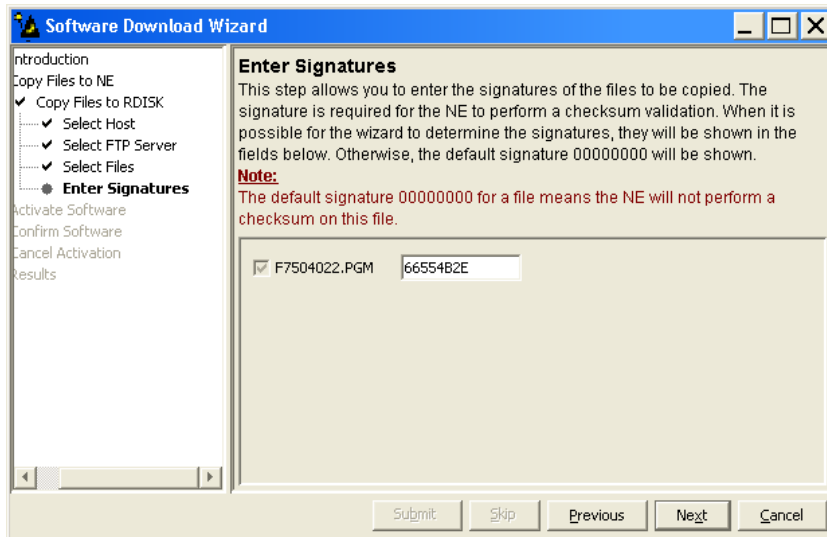 Software Download Wizard
ntroduction
Copy Files to NE
Copy Files to RDISK
Select Host
Select FTP Server
Select Files
Enter Signatures
Activate Software
Confirm Software
Cancel Activation
Results
Enter Signatures
This step allows you to enter the signatures of the files to be copied. The
signature is required for the NE to perform a checksum validation. When it is
possible for the wizard to determine the signatures, they will be shown in the
fields below. Otherwise, the default signature 00000000 will be shown.
Note:
The default signature 00000000 for a file means the NE will not perform a
checksum on this file.
F7504022.PGM 66554B2E
Submit Skip Previous Next Cancel